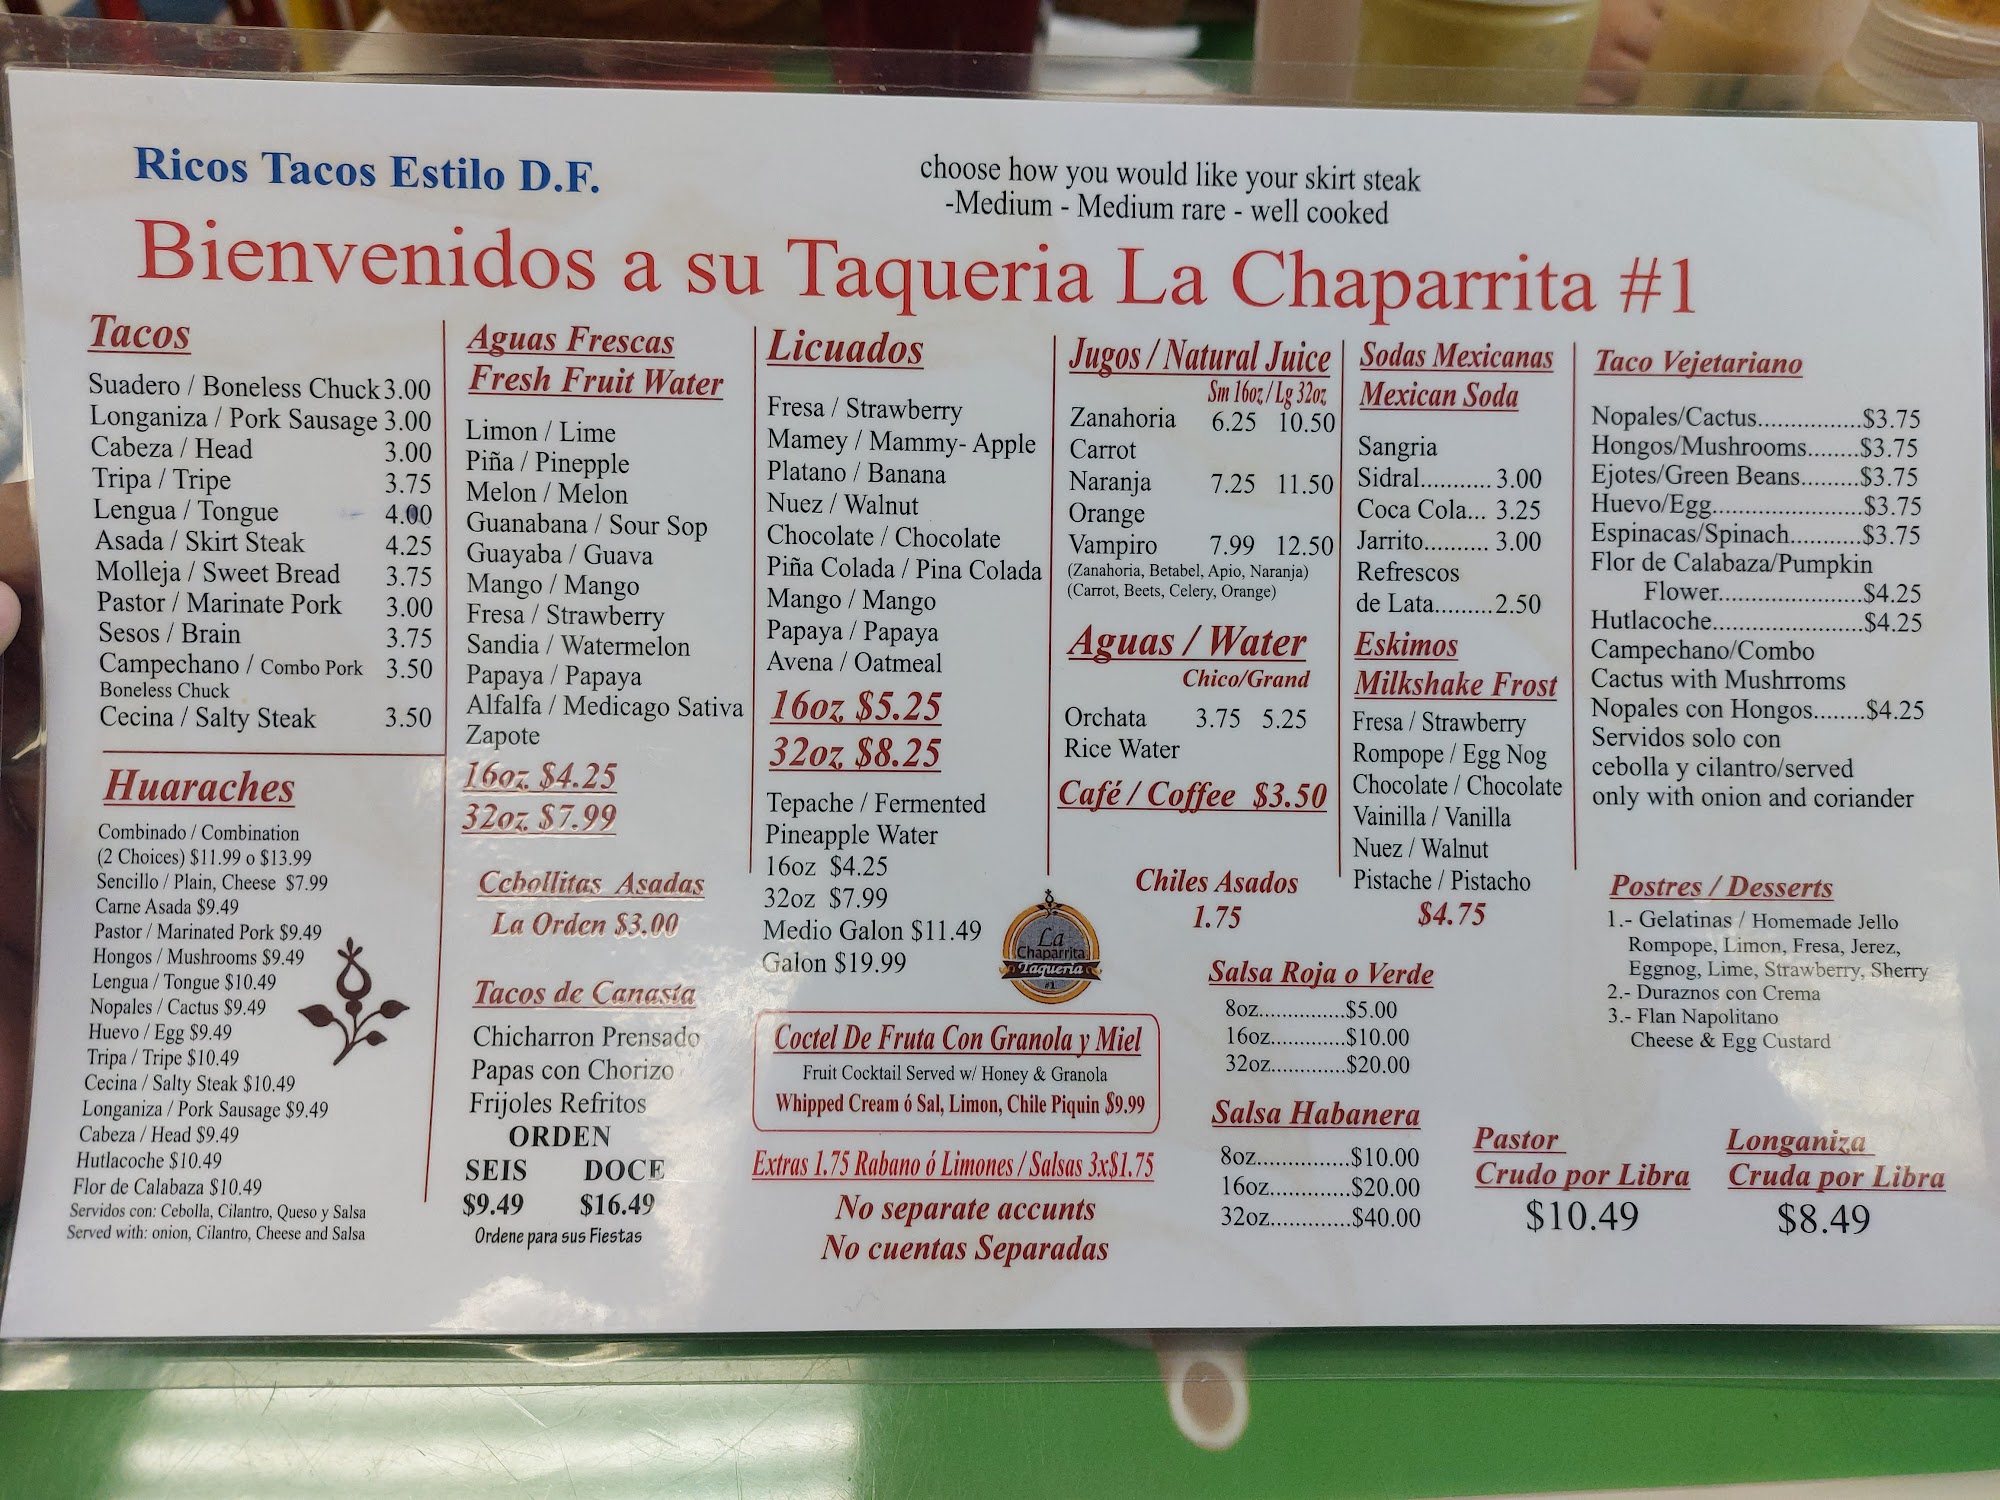 Ricos Tacos Estilo D.F.
choose how you would like your skirt steak
-Medium - Medium rare - well cooked
Bienvenidos a su Taqueria La Chaparrita #1
Tacos
Suadero / Boneless Chuck 3.00
Longaniza / Pork Sausage 3.00
Cabeza / Head 3.00
Tripa / Tripe 3.75
Lengua / Tongue 4.00
Asada / Skirt Steak 4.25
Molleja / Sweet Bread 3.75
Pastor / Marinate Pork 3.00
Sesos / Brain 3.75
Campechano / Combo Pork 3.50
Boneless Chuck
Cecina / Salty Steak 3.50
Huaraches
Combinado / Combination
(2 Choices) $11.99 o $13.99
Sencillo / Plain, Cheese $7.99
Carne Asada $9.49
Pastor / Marinated Pork $9.49
Hongos / Mushrooms $9.49
Lengua / Tongue $10.49
Nopales / Cactus $9.49
Huevo / Egg $9.49
Tripa / Tripe $10.49
Cecina / Salty Steak $10.49
Longaniza / Pork Sausage $9.49
Cabeza / Head $9.49
Hutlacoche $10.49
Flor de Calabaza $10.49
Servidos con: Cebolla, Cilantro, Queso y Salsa
Served with: onion, Cilantro, Cheese and Salsa
Aguas Frescas
Fresh Fruit Water
Limon / Lime
Piña / Pinepple
Melon / Melon
Guanabana / Sour Sop
Guayaba / Guava
Mango / Mango
Fresa / Strawberry
Sandia / Watermelon
Papaya / Papaya
Alfalfa / Medicago Sativa
Zapote
16oz $4.25
32oz $7.99
Cebollitas Asadas
La Orden $3.00
Tacos de Canasta
Chicharron Prensado
Papas con Chorizo
Frijoles Refritos
ORDEN
SEIS DOCE
$9.49 $16.49
Ordene para sus Fiestas
Licuados
Fresa / Strawberry
Mamey / Mammy- Apple
Platano / Banana
Nuez / Walnut
Chocolate / Chocolate
Piña Colada / Pina Colada
Mango / Mango
Papaya / Papaya
Avena / Oatmeal
16oz $5.25
32oz $8.25
Tepache / Fermented
Pineapple Water
16oz $4.25
32oz $7.99
Medio Galon $11.49
Galon $19.99
La
Chaparrita
Taqueria
#1
Coctel De Fruta Con Granola y Miel
Fruit Cocktail Served w/ Honey & Granola
Whipped Cream ó Sal, Limon, Chile Piquin $9.99
Extras 1.75 Rabano ó Limones / Salsas 3x$1.75
No separate accunts
No cuentas Separadas
Jugos / Natural Juice
Sm 16oz / Lg 32oz
Zanahoria 6.25 10.50
Carrot
Naranja 7.25 11.50
Orange
Vampiro 7.99 12.50
(Zanahoria, Betabel, Apio, Naranja)
(Carrot, Beets, Celery, Orange)
Aguas / Water
Chico/Grand
Orchata 3.75 5.25
Rice Water
Café / Coffee $3.50
Chiles Asados
1.75
Sodas Mexicanas
Mexican Soda
Sangria
Sidral........... 3.00
Coca Cola... 3.25
Jarrito.......... 3.00
Refrescos
de Lata.........2.50
Eskimos
Milkshake Frost
Fresa / Strawberry
Rompope / Egg Nog
Chocolate / Chocolate
Vainilla / Vanilla
Nuez / Walnut
Pistache / Pistacho
$4.75
Salsa Roja o Verde
8oz...............$5.00
16oz.............$10.00
32oz.............$20.00
Salsa Habanera
8oz...............$10.00
16oz.............$20.00
32oz.............$40.00
Taco Vejetariano
Nopales/Cactus................$3.75
Hongos/Mushrooms........$3.75
Ejotes/Green Beans.........$3.75
Huevo/Egg.......................$3.75
Espinacas/Spinach...........$3.75
Flor de Calabaza/Pumpkin
Flower......................$4.25
Hutlacoche.......................$4.25
Campechano/Combo
Cactus with Mushrroms
Nopales con Hongos........$4.25
Servidos solo con
cebolla y cilantro/served
only with onion and coriander
Postres / Desserts
1.- Gelatinas / Homemade Jello
Rompope, Limon, Fresa, Jerez,
Eggnog, Lime, Strawberry, Sherry
2.- Duraznos con Crema
3.- Flan Napolitano
Cheese & Egg Custard
Pastor
Crudo por Libra
$10.49
Longaniza
Cruda por Libra
$8.49